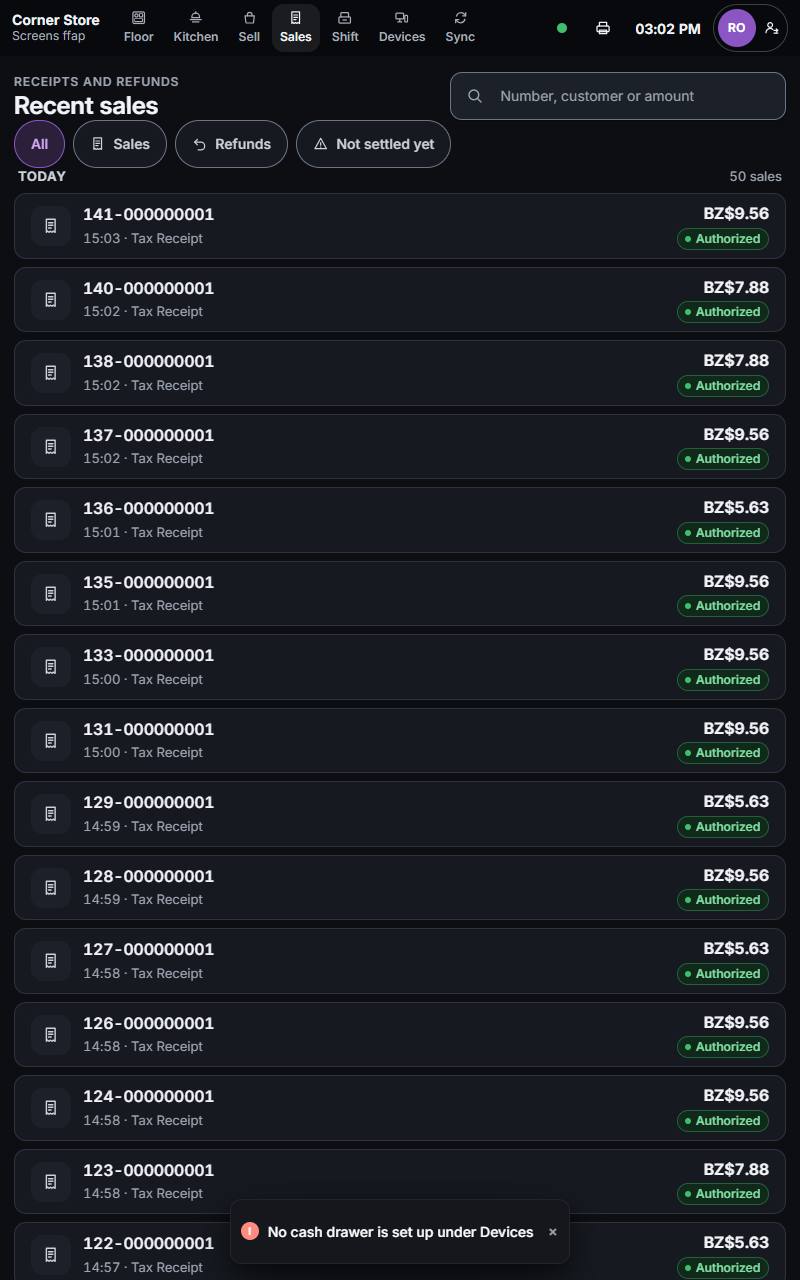 Corner Store
Screens ffap
Floor
Kitchen
Sell
Sales
Shift
Devices
Sync
03:02 PM
RO
RECEIPTS AND REFUNDS
Recent sales
Number, customer or amount
All
Sales
Refunds
Not settled yet
TODAY
50 sales
141-000000001
BZ$9.56
15:03 · Tax Receipt
Authorized
140-000000001
BZ$7.88
15:02 · Tax Receipt
Authorized
138-000000001
BZ$7.88
15:02 · Tax Receipt
Authorized
137-000000001
BZ$9.56
15:02 · Tax Receipt
Authorized
136-000000001
BZ$5.63
15:01 · Tax Receipt
Authorized
135-000000001
BZ$9.56
15:01 · Tax Receipt
Authorized
133-000000001
BZ$9.56
15:00 · Tax Receipt
Authorized
131-000000001
BZ$9.56
15:00 · Tax Receipt
Authorized
129-000000001
BZ$5.63
14:59 · Tax Receipt
Authorized
128-000000001
BZ$9.56
14:59 · Tax Receipt
Authorized
127-000000001
BZ$5.63
14:58 · Tax Receipt
Authorized
126-000000001
BZ$9.56
14:58 · Tax Receipt
Authorized
124-000000001
BZ$9.56
14:58 · Tax Receipt
Authorized
123-000000001
BZ$7.88
14:58 · Tax Receipt
Authorized
No cash drawer is set up under Devices ×
122-000000001
BZ$5.63
14:57 · Tax Receipt
Authorized